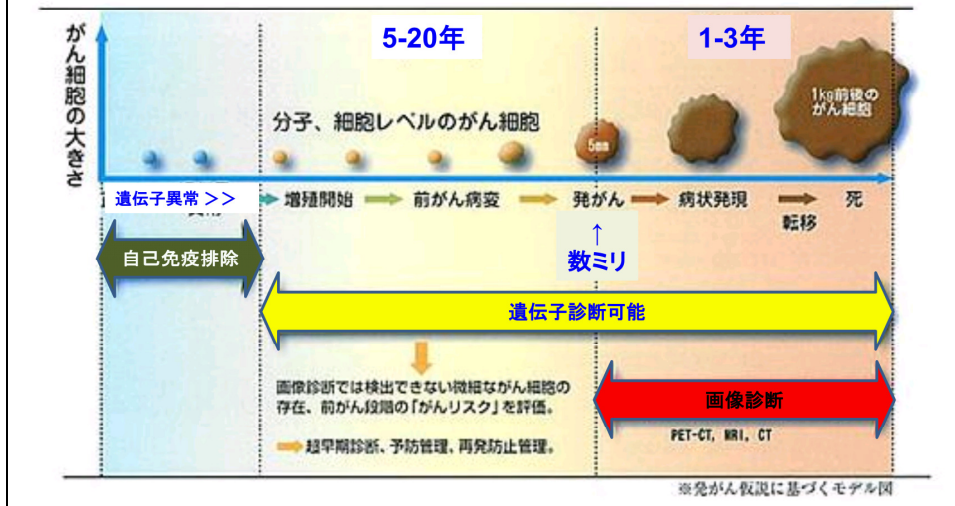 がん細胞の大きさ
5-20年
1-3年
分子、細胞レベルのがん細胞
5mm
1kg前後の
がん細胞
遺伝子異常 >>
増殖開始
前がん病変
発がん
病状発現
転移
死
自己免疫排除
↑
数ミリ
遺伝子診断可能
画像診断では検出できない微細ながん細胞の
存在、前がん段階の「がんリスク」を評価。
超早期診断、予防管理、再発防止管理。
画像診断
PET-CT, MRI, CT
※発がん仮説に基づくモデル図